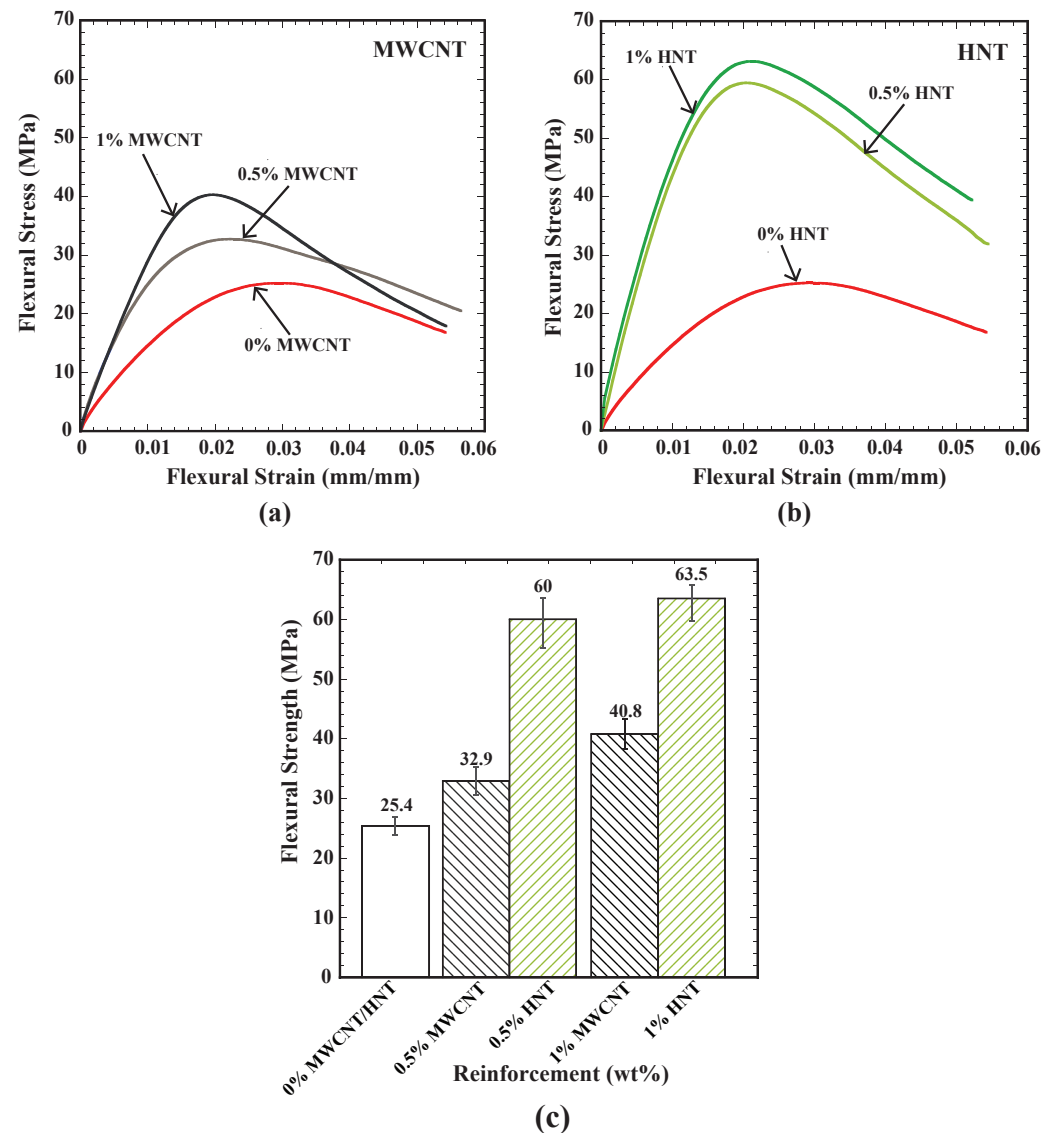 70
60
50
40
30
20
10
0
MWCNT
1% MWCNT
0.5% MWCNT
0% MWCNT
0
0.01
0.02
0.03
0.04
0.05
0.06
Flexural Stress (MPa)
Flexural Strain (mm/mm)
(a)
70
60
50
40
30
20
10
0
HNT
1% HNT
0.5% HNT
0% HNT
0
0.01
0.02
0.03
0.04
0.05
0.06
Flexural Stress (MPa)
Flexural Strain (mm/mm)
(b)
70
60
50
40
30
20
10
0
25.4
32.9
60
40.8
63.5
Flexural Strength (MPa)
0% MWCNT/HNT
0.5% MWCNT
0.5% HNT
1% MWCNT
1% HNT
Reinforcement (wt%)
(c)